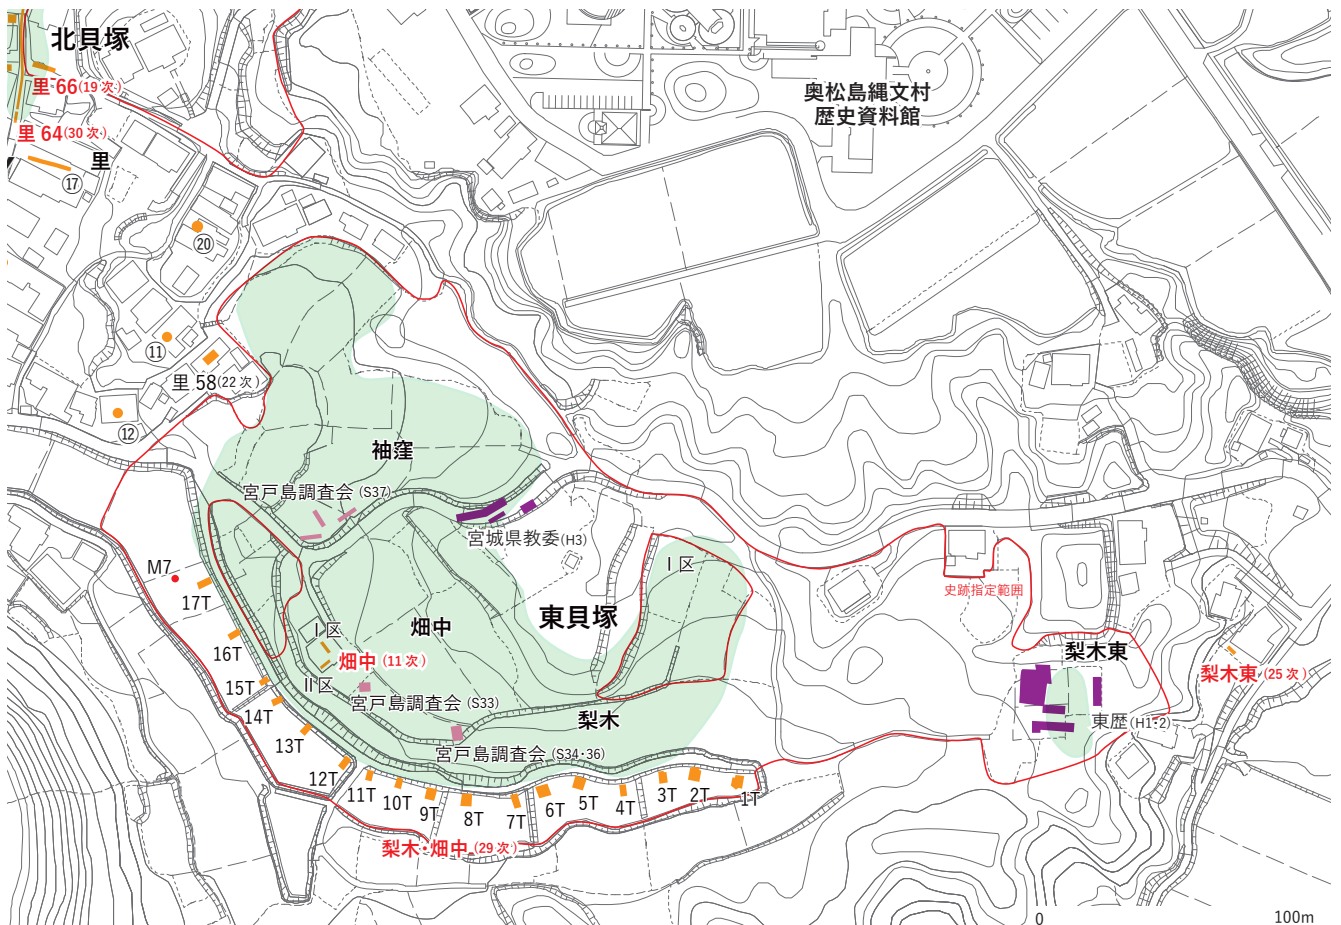 北貝塚
里 66(19 次)
里 64(30 次)
里
⑰
⑳
奥松島縄文村
歴史資料館
⑪
里 58(22 次)
⑫
袖窪
宮戸島調査会 (S37)
宮城県教委(H3)
M7
17T
16T
15T
14T
13T
12T
11T
10T
9T
8T
7T
6T
5T
4T
3T
2T
1T
Ⅰ区
Ⅱ区
畑中 (11 次)
畑中
東貝塚
Ⅰ区
宮戸島調査会 (S33)
宮戸島調査会 (S34・36)
梨木
梨木・畑中 (29 次)
史跡指定範囲
梨木東
梨木東 (25 次)
東歴(H1・2)
0
100m